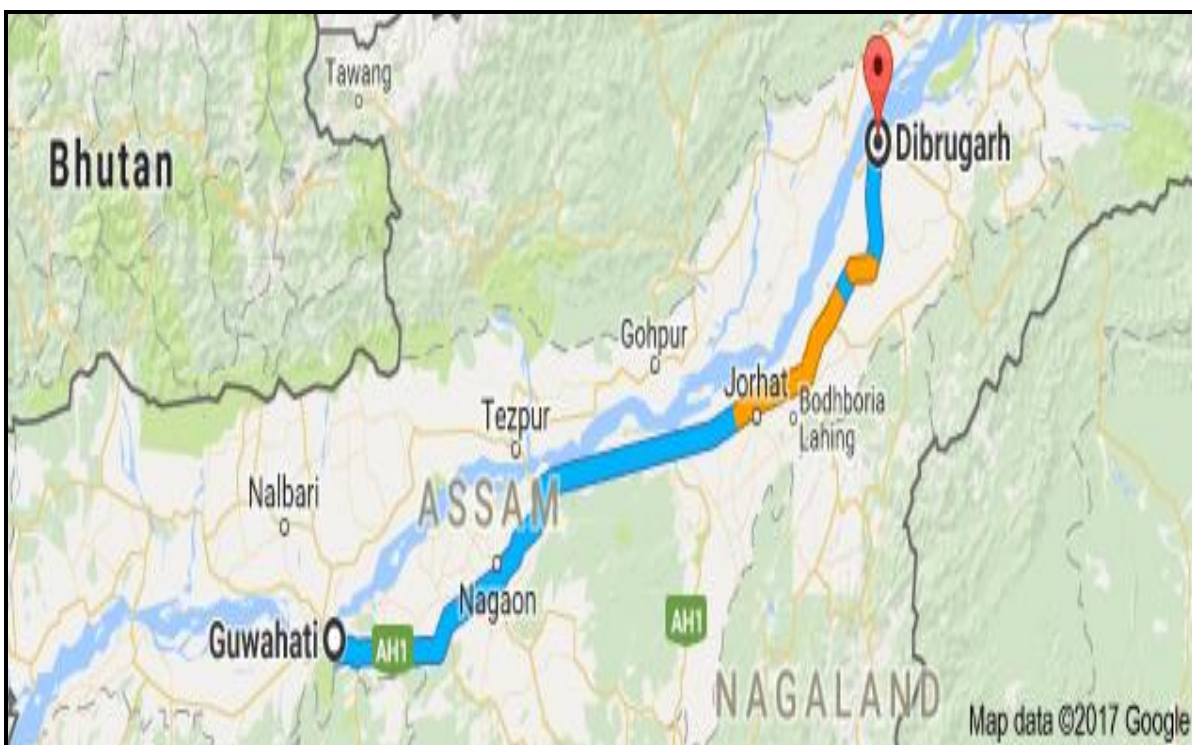 Tawang
Bhutan
Dibrugarh
Gohpur
Jorhat
Bodhboria
Lahing
Tezpur
Nalbari
ASSAM
Nagaon
Guwahati
AH1
AH1
NAGALAND
Map data ©2017 Google